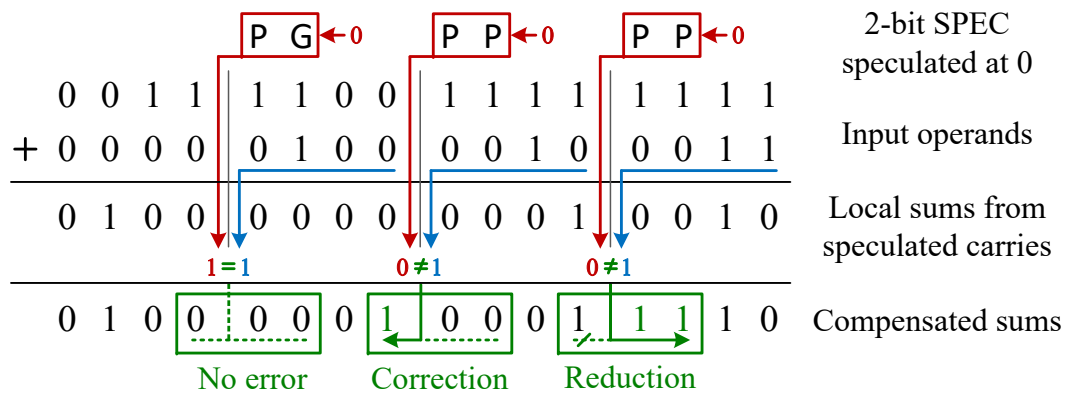 P G ← 0 P P ← 0 P P ← 0 2-bit SPEC
speculated at 0
0 0 1 1 1 1 0 0 1 1 1 1 1 1 1 1
+ 0 0 0 0 0 1 0 0 0 0 1 0 0 0 1 1 Input operands
0 1 0 0 0 0 0 0 0 0 0 1 0 0 1 0 Local sums from
speculated carries
1 = 1 0 ≠ 1 0 ≠ 1
0 1 0 0 0 0 0 1 0 0 0 1 1 1 1 0 Compensated sums
No error Correction Reduction